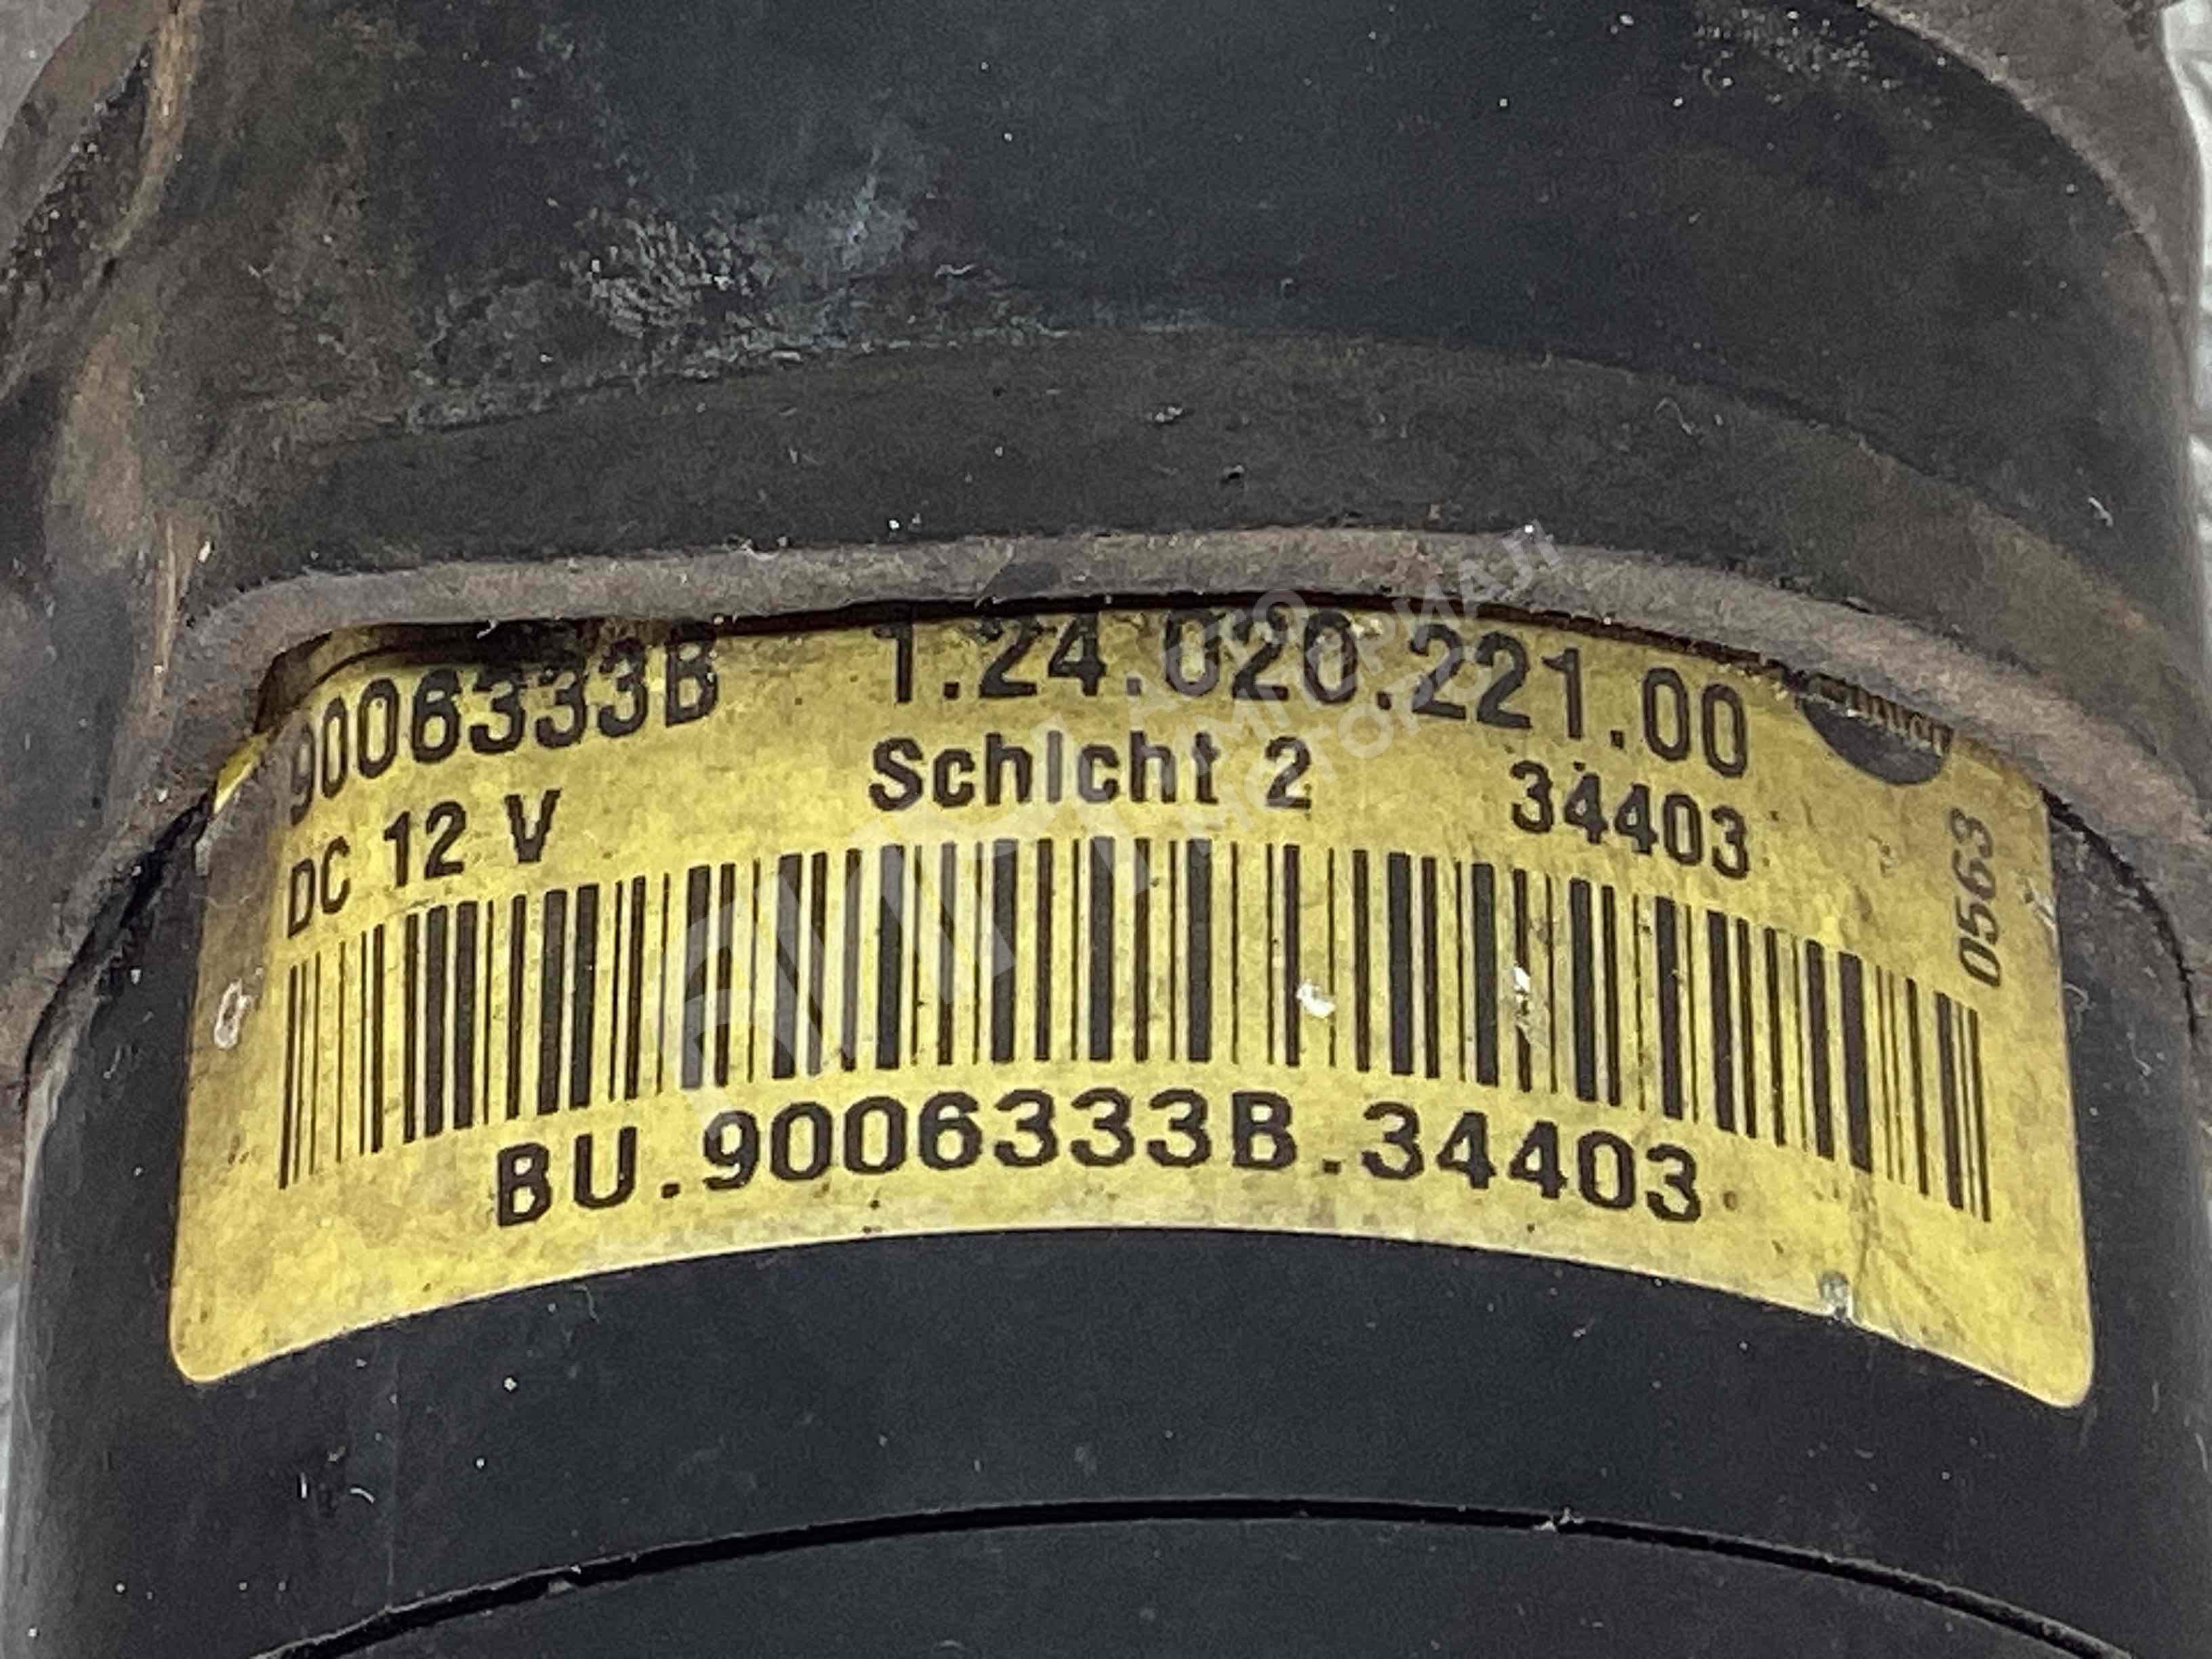 9006333B 1.24.020.221.00
DC 12 V Schicht 2 34403
0563
BU.9006333B.34403